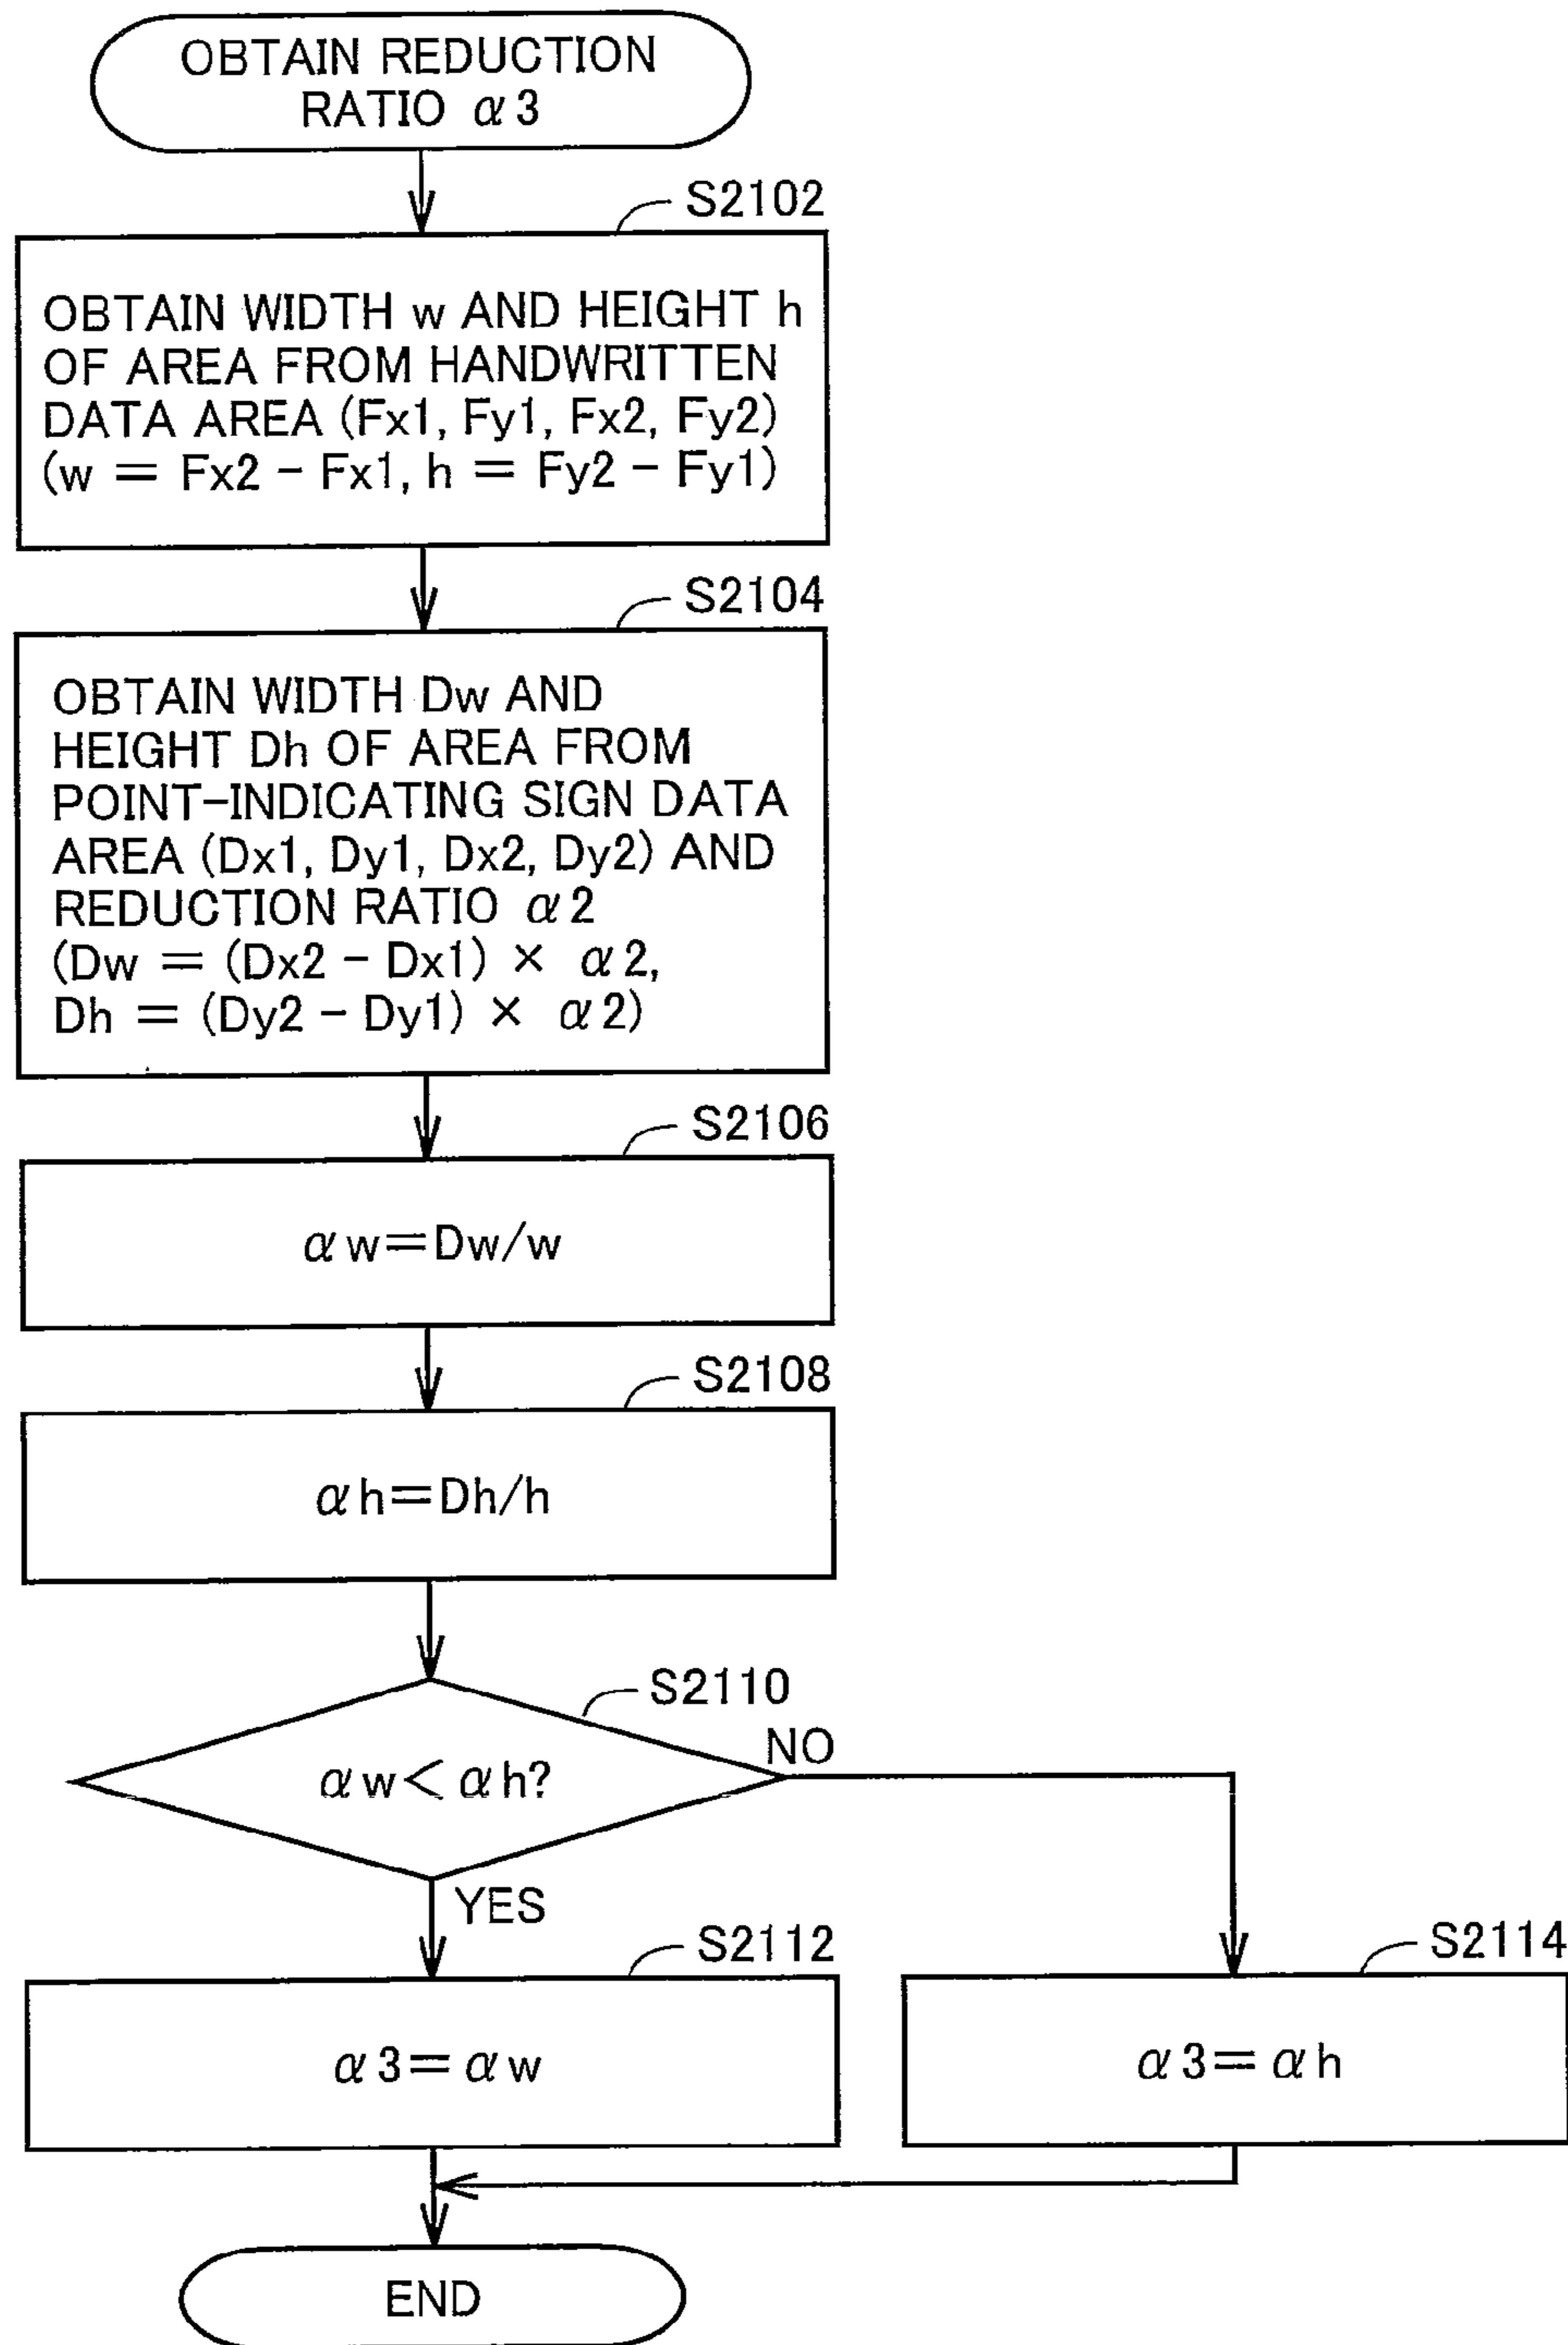 OBTAIN REDUCTION
RATIO α3
S2102
OBTAIN WIDTH w AND HEIGHT h
OF AREA FROM HANDWRITTEN
DATA AREA (Fx1, Fy1, Fx2, Fy2)
(w = Fx2 - Fx1, h = Fy2 - Fy1)
S2104
OBTAIN WIDTH Dw AND
HEIGHT Dh OF AREA FROM
POINT-INDICATING SIGN DATA
AREA (Dx1, Dy1, Dx2, Dy2) AND
REDUCTION RATIO α2
(Dw = (Dx2 - Dx1) × α2,
Dh = (Dy2 - Dy1) × α2)
S2106
αw=Dw/w
S2108
αh=Dh/h
S2110
αw<αh?
NO
YES
S2112
α3=αw
S2114
α3=αh
END